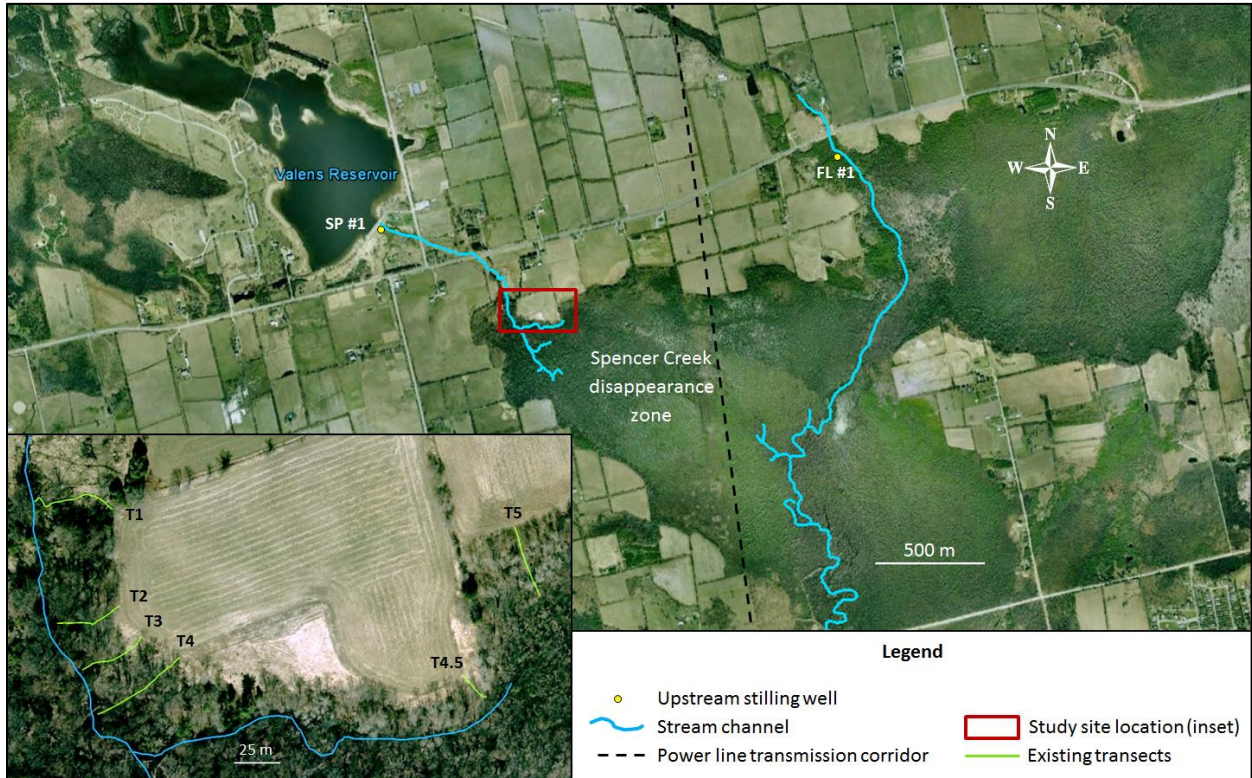 Valens Reservoir
SP #1
FL #1
N
W E
S
Spencer Creek
disappearance
zone
500 m
T1
T2
T3
T4
T4.5
T5
25 m
Legend
Upstream stilling well
Stream channel
Power line transmission corridor
Study site location (inset)
Existing transects